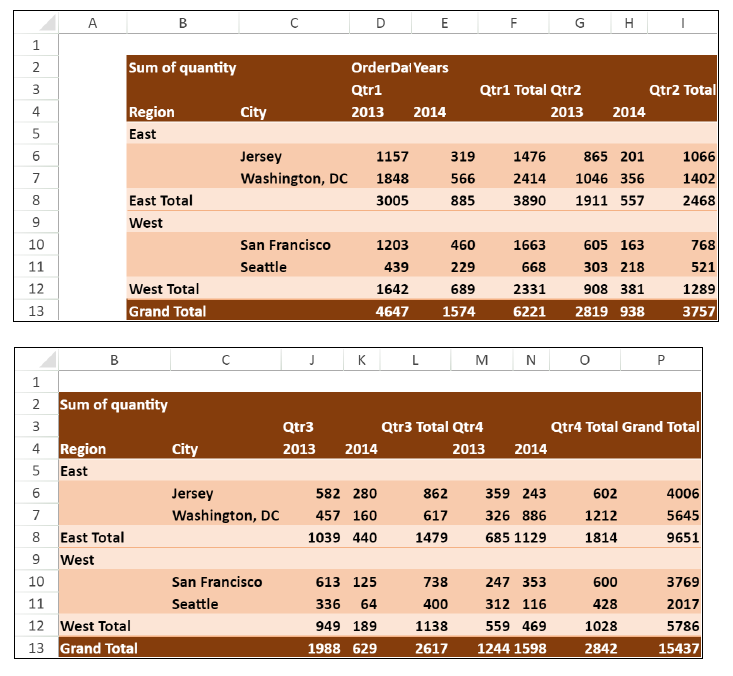 A B C D E F G H I
1
2 Sum of quantity OrderDat Years
3 Qtr1 Qtr1 Total Qtr2 Qtr2 Total
4 Region City 2013 2014 2013 2014
5 East
6 Jersey 1157 319 1476 865 201 1066
7 Washington, DC 1848 566 2414 1046 356 1402
8 East Total 3005 885 3890 1911 557 2468
9 West
10 San Francisco 1203 460 1663 605 163 768
11 Seattle 439 229 668 303 218 521
12 West Total 1642 689 2331 908 381 1289
13 Grand Total 4647 1574 6221 2819 938 3757
B C J K L M N O P
1
2 Sum of quantity
3 Qtr3 Qtr3 Total Qtr4 Qtr4 Total Grand Total
4 Region City 2013 2014 2013 2014
5 East
6 Jersey 582 280 862 359 243 602 4006
7 Washington, DC 457 160 617 326 886 1212 5645
8 East Total 1039 440 1479 685 1129 1814 9651
9 West
10 San Francisco 613 125 738 247 353 600 3769
11 Seattle 336 64 400 312 116 428 2017
12 West Total 949 189 1138 559 469 1028 5786
13 Grand Total 1988 629 2617 1244 1598 2842 15437